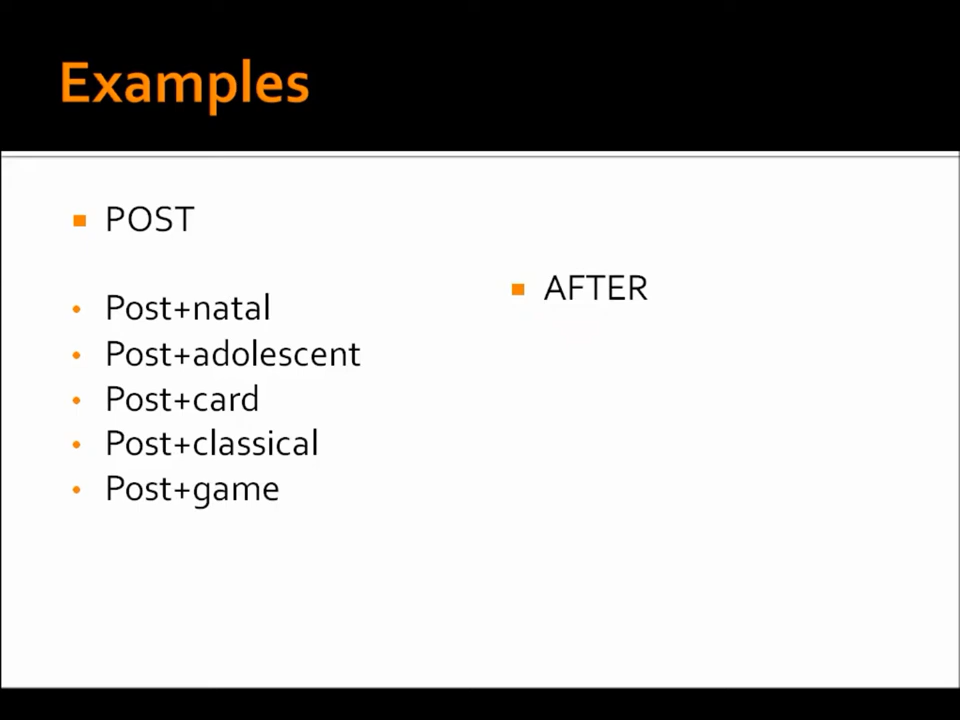 Examples
POST
Post+natal
Post+adolescent
Post+card
Post+classical
Post+game
AFTER